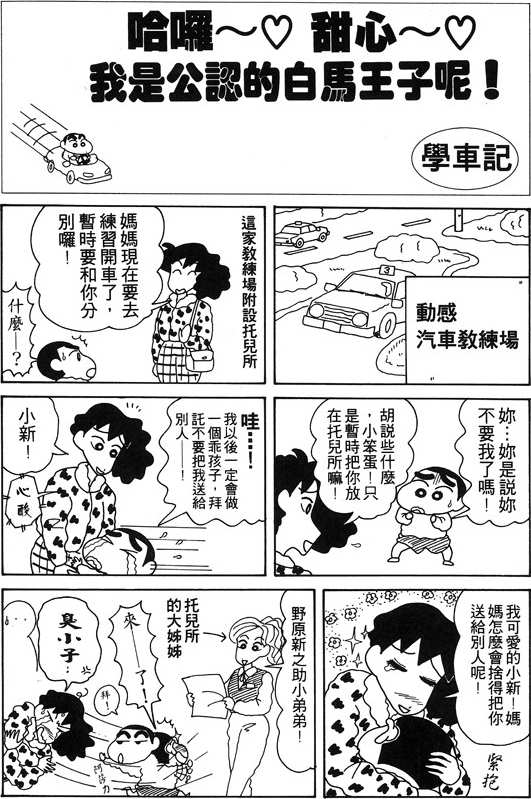 哈囉～♡ 甜心～♡
我是公認的白馬王子呢！
學車記
3
動感
汽車教練場
這家教練場附設托兒所
媽媽現在要去
練習開車了，
暫時要和你分
別囉！
什麼—？
妳…妳是說妳
不要我了嗎！
胡說些什麼
，小笨蛋！只
是暫時把你放
在托兒所嘛！
哇…！
我以後一定會做
一個乖孩子，拜
託不要把我送給
別人——！
小新！
心酸
我可愛的小新！媽
媽怎麼會捨得把你
送給別人呢！
緊抱
野原新之助小弟弟！
托兒所
的大姊姊
來——了！
拜！
阿莎力
臭小子…